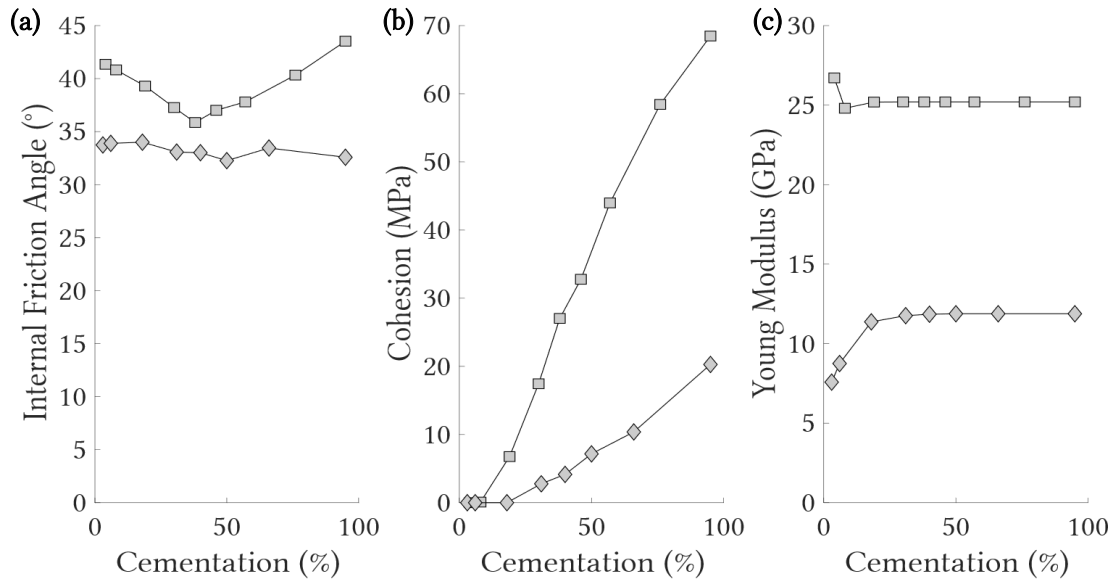 (a)
45
40
35
30
25
20
15
10
5
0
Internal Friction Angle (°)
0 50 100
Cementation (%)
(b)
70
60
50
40
30
20
10
0
Cohesion (MPa)
0 50 100
Cementation (%)
(c)
30
25
20
15
10
5
0
Young Modulus (GPa)
0 50 100
Cementation (%)